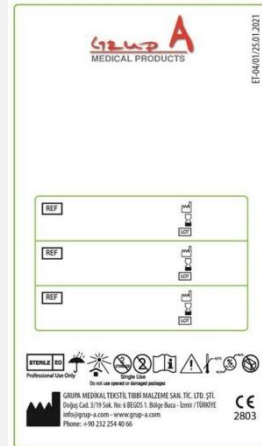 Grup A
MEDICAL PRODUCTS
ET-04/01/25.01.2021
REF
LOT
REF
LOT
REF
LOT
STERILE EO
Professional Use Only
Single Use
Do not use opened or damaged packages
GRUPA MEDİKAL TEKSTİL TIBBİ MALZEME SAN. TİC. LTD. ŞTİ.
Doğuş Cad. 3/19 Sok. No: 6 BEGOS 1. Bölge Buca - İzmir / TÜRKİYE
info@grup-a.com - www.grup-a.com
Phone: +90 232 254 40 66
CE
2803